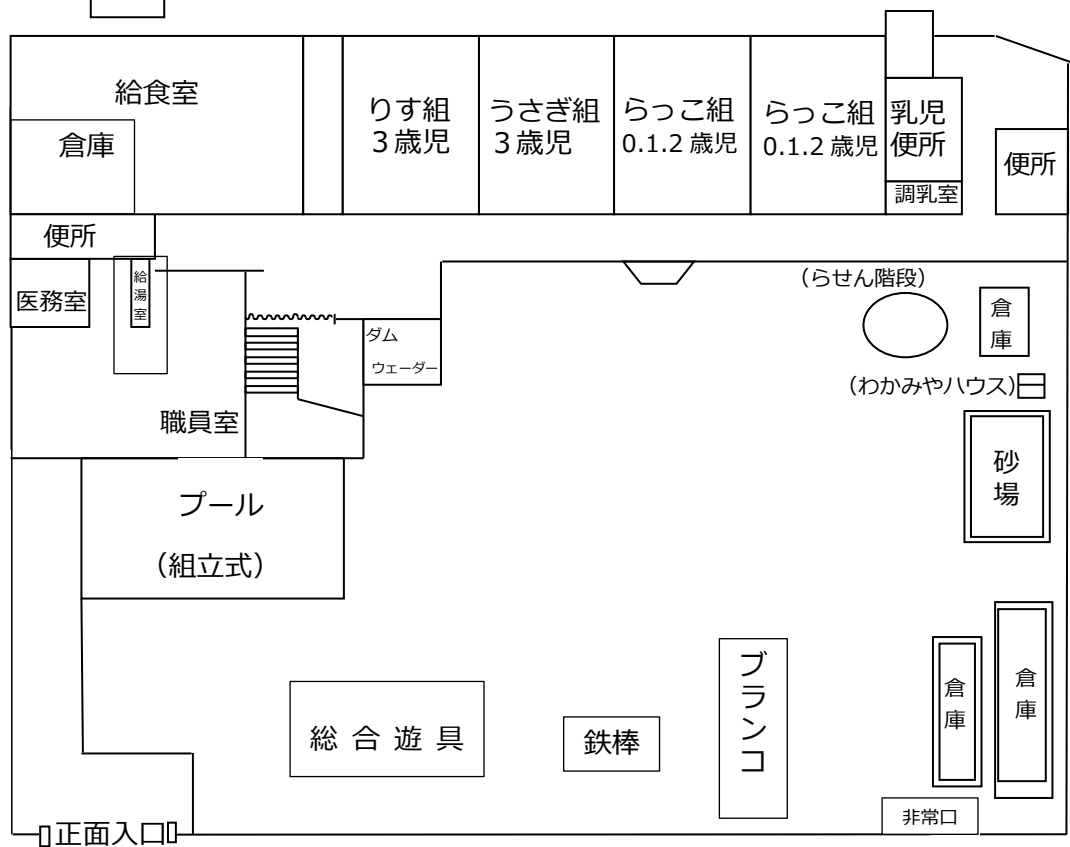 給食室
倉庫
りす組
３歳児
うさぎ組
３歳児
らっこ組
0.1.2 歳児
らっこ組
0.1.2 歳児
乳児
便所
調乳室
便所
便所
医務室
給湯室
職員室
ダム
ウェーダー
(らせん階段)
倉庫
(わかみやハウス)
砂場
プール
(組立式)
総合遊具
鉄棒
ブランコ
倉庫
倉庫
非常口
正面入口